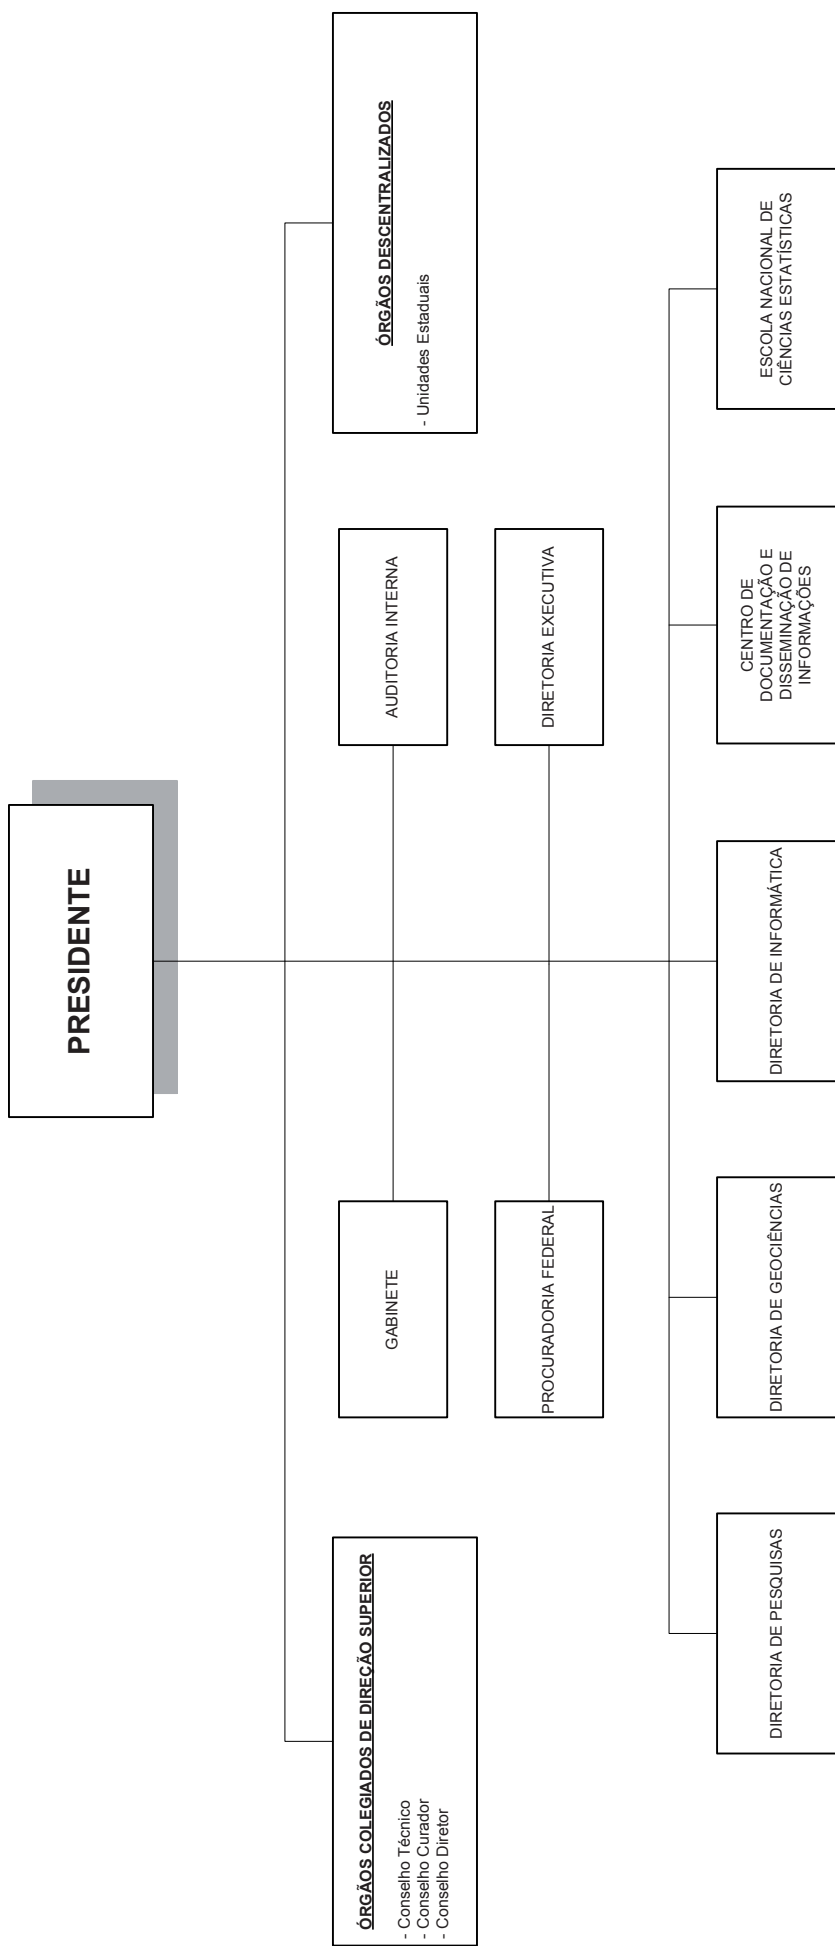 PRESIDENTE
ÓRGÃOS COLEGIADOS DE DIREÇÃO SUPERIOR
- Conselho Técnico
- Conselho Curador
- Conselho Diretor
ÓRGÃOS DESCENTRALIZADOS
- Unidades Estaduais
GABINETE
AUDITORIA INTERNA
PROCURADORIA FEDERAL
DIRETORIA EXECUTIVA
DIRETORIA DE PESQUISAS
DIRETORIA DE GEOCIÊNCIAS
DIRETORIA DE INFORMÁTICA
CENTRO DE
DOCUMENTAÇÃO E
DISSEMINAÇÃO DE
INFORMAÇÕES
ESCOLA NACIONAL DE
CIÊNCIAS ESTATÍSTICAS